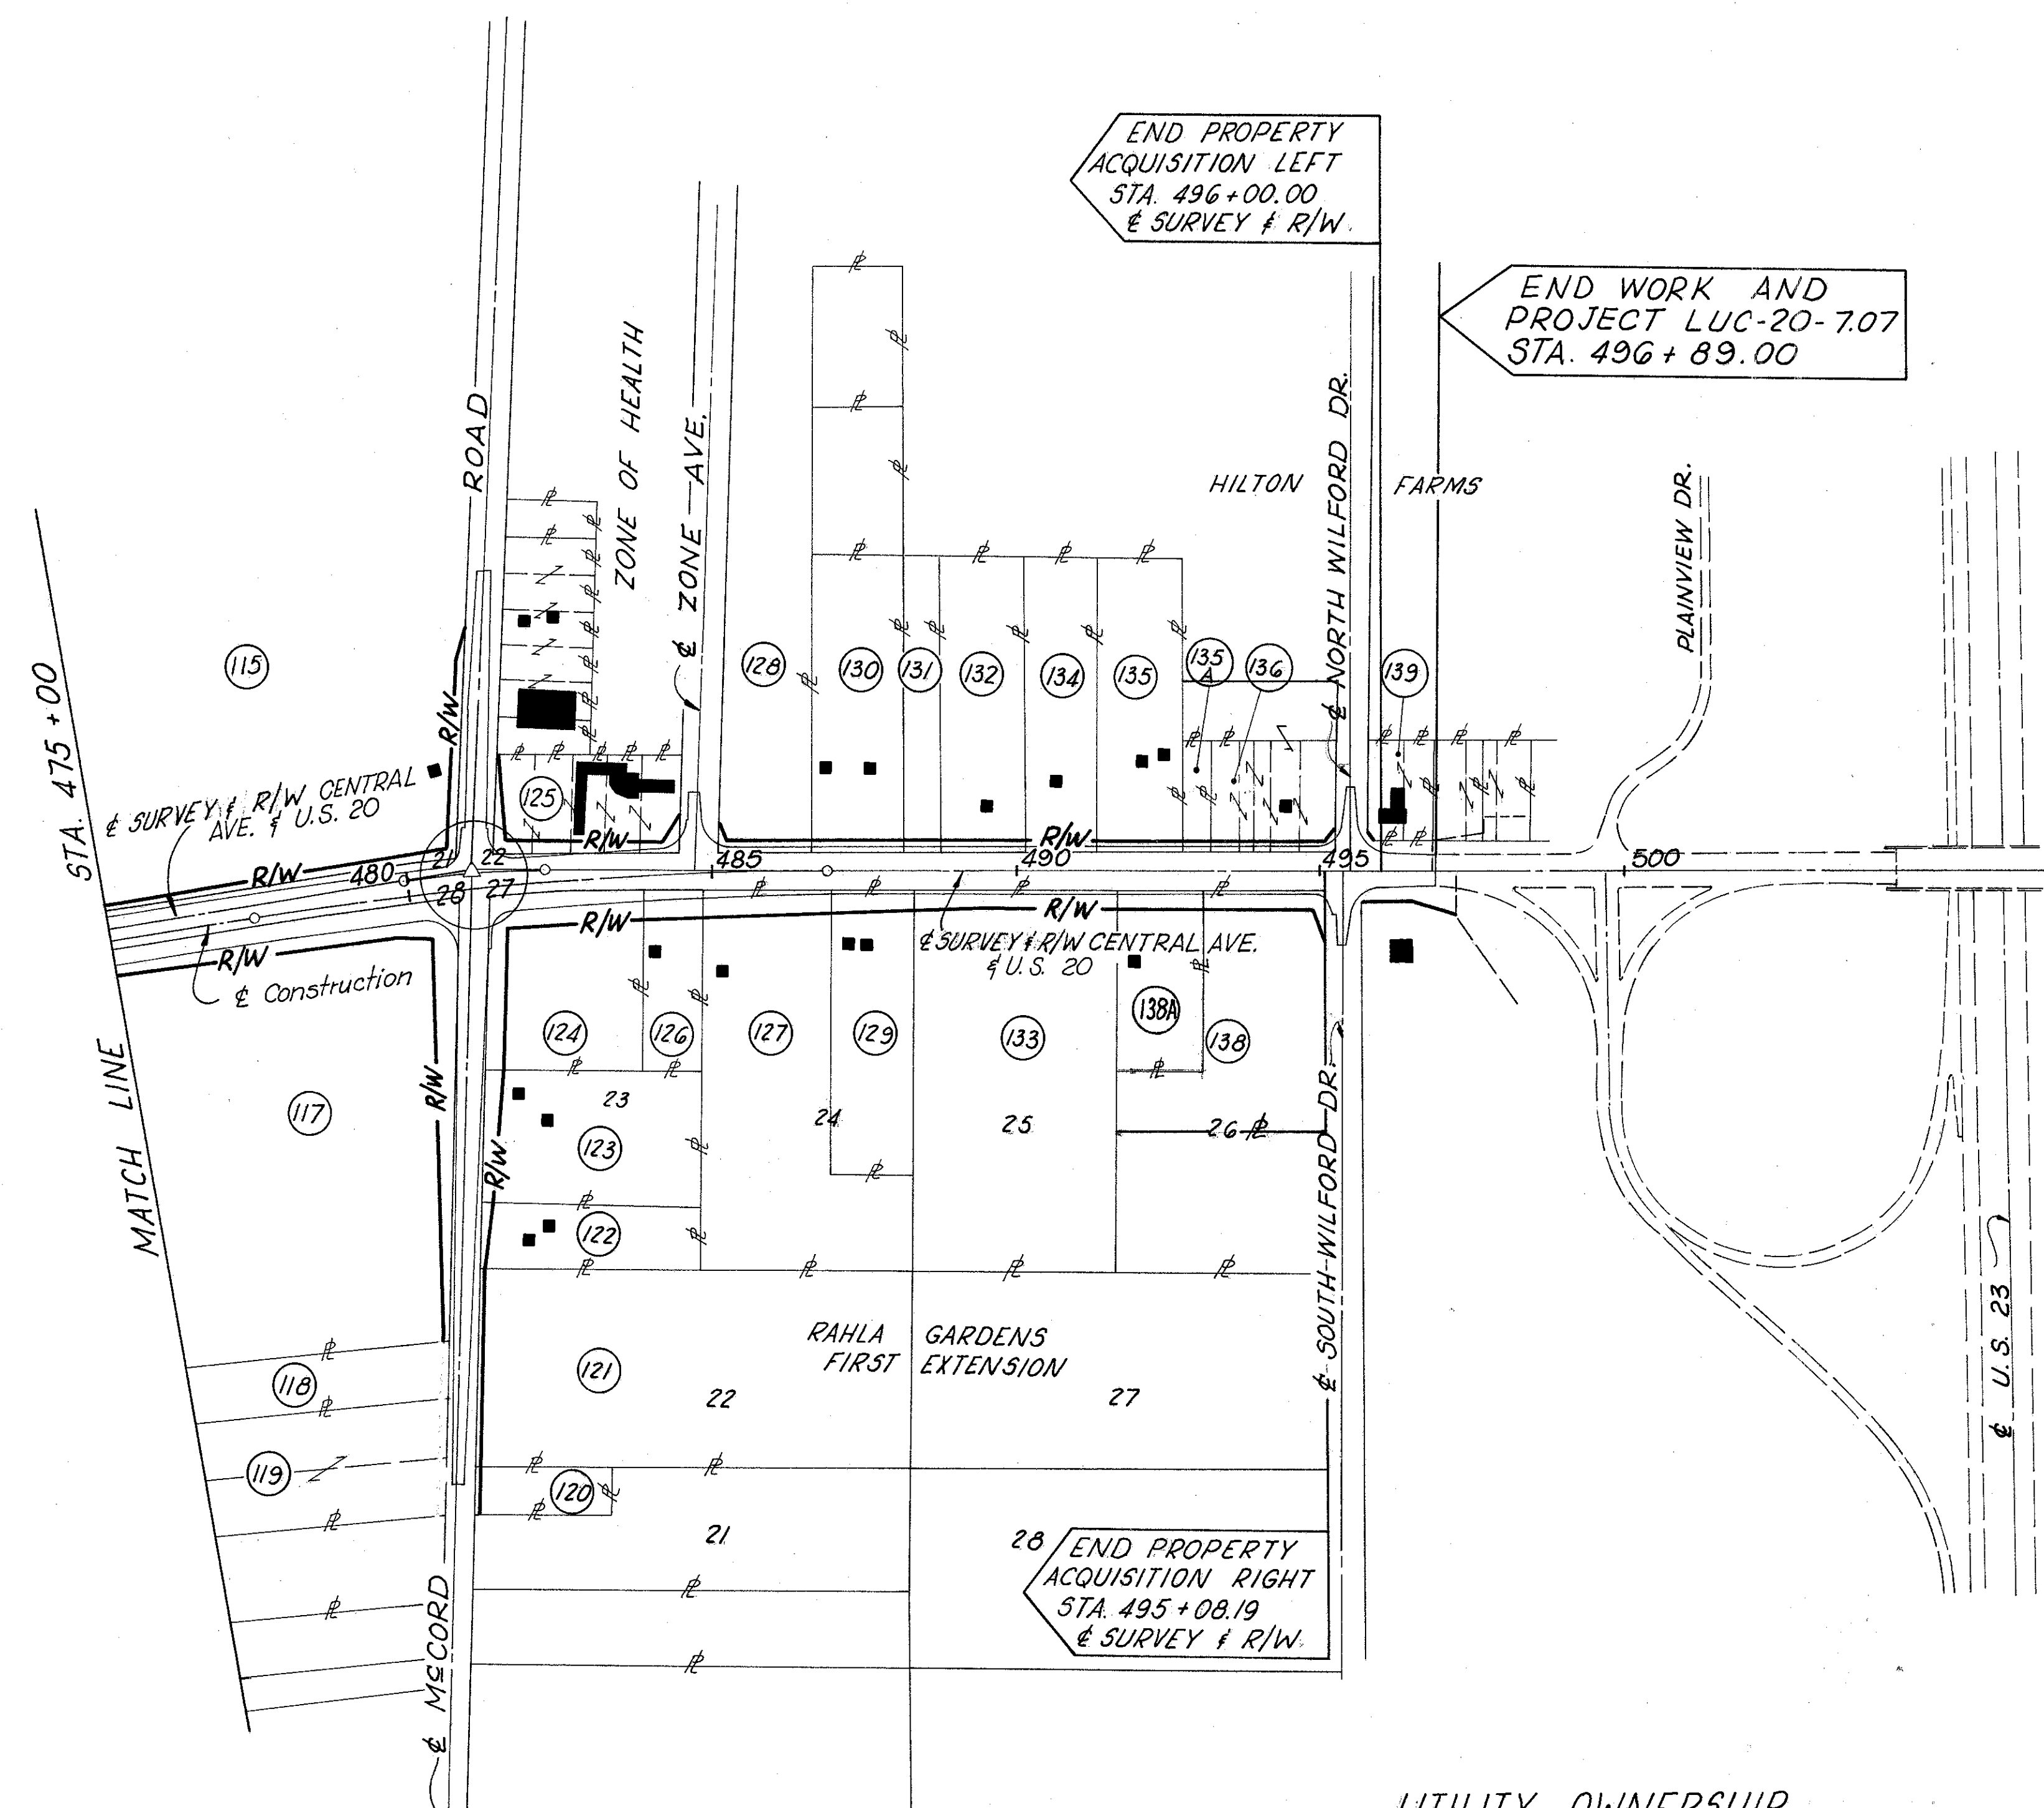 END PROPERTY
ACQUISITION LEFT
STA. 496+00.00
℄ SURVEY & R/W.
END WORK AND
PROJECT LUC-20-7.07
STA. 496+89.00
ROAD
ZONE OF HEALTH
℄ ZONE AVE.
HILTON FARMS
℄ NORTH WILFORD DR.
PLAINVIEW DR.
115
128
130
131
132
134
135
135
A
136
139
125
STA. 475+00
MATCH LINE
℄ SURVEY & R/W CENTRAL
AVE. & U.S. 20
R/W
R/W
R/W
R/W
480
485
490
495
500
21
22
28
27
R/W
R/W
R/W
℄ Construction
℄ SURVEY & R/W CENTRAL AVE.
& U.S. 20
R/W
R/W
124
126
127
129
133
138A
138
117
23
24
25
26 ⅊
123
122
℄ SOUTH WILFORD DR.
℄ U.S. 23
RAHLA GARDENS
FIRST EXTENSION
121
22
27
118
119
120
21
28
END PROPERTY
ACQUISITION RIGHT
STA. 495+08.19
℄ SURVEY & R/W.
℄ McCORD
UTILITY OWNERSHIP